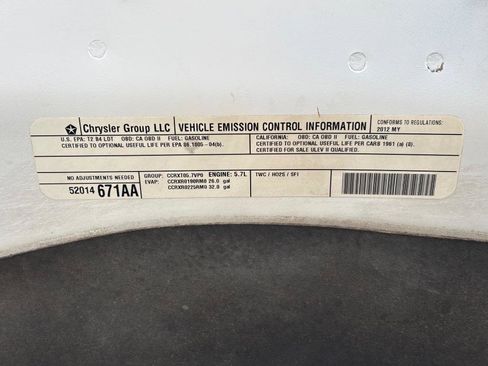 Chrysler Group LLC VEHICLE EMISSION CONTROL INFORMATION CONFORMS TO REGULATIONS:
2012 MY
U.S. EPA: T2 B4 LDT OBD: CA OBD II FUEL: GASOLINE
CERTIFIED TO OPTIONAL USEFUL LIFE PER EPA 86.1805-04(b).
CALIFORNIA: OBD: CA OBD II FUEL: GASOLINE
CERTIFIED TO OPTIONAL USEFUL LIFE PER CARB 1961 (a) (8).
CERTIFIED FOR SALE ULEV II QUALIFIED.
NO ADJUSTMENTS NEEDED
52014 671AA
GROUP: CCRXT05.7VP0 ENGINE: 5.7L
EVAP: CCRXR0190RM0 26.0 gal
CCRXR0225RM0 32.0 gal
TWC / HO2S / SFI